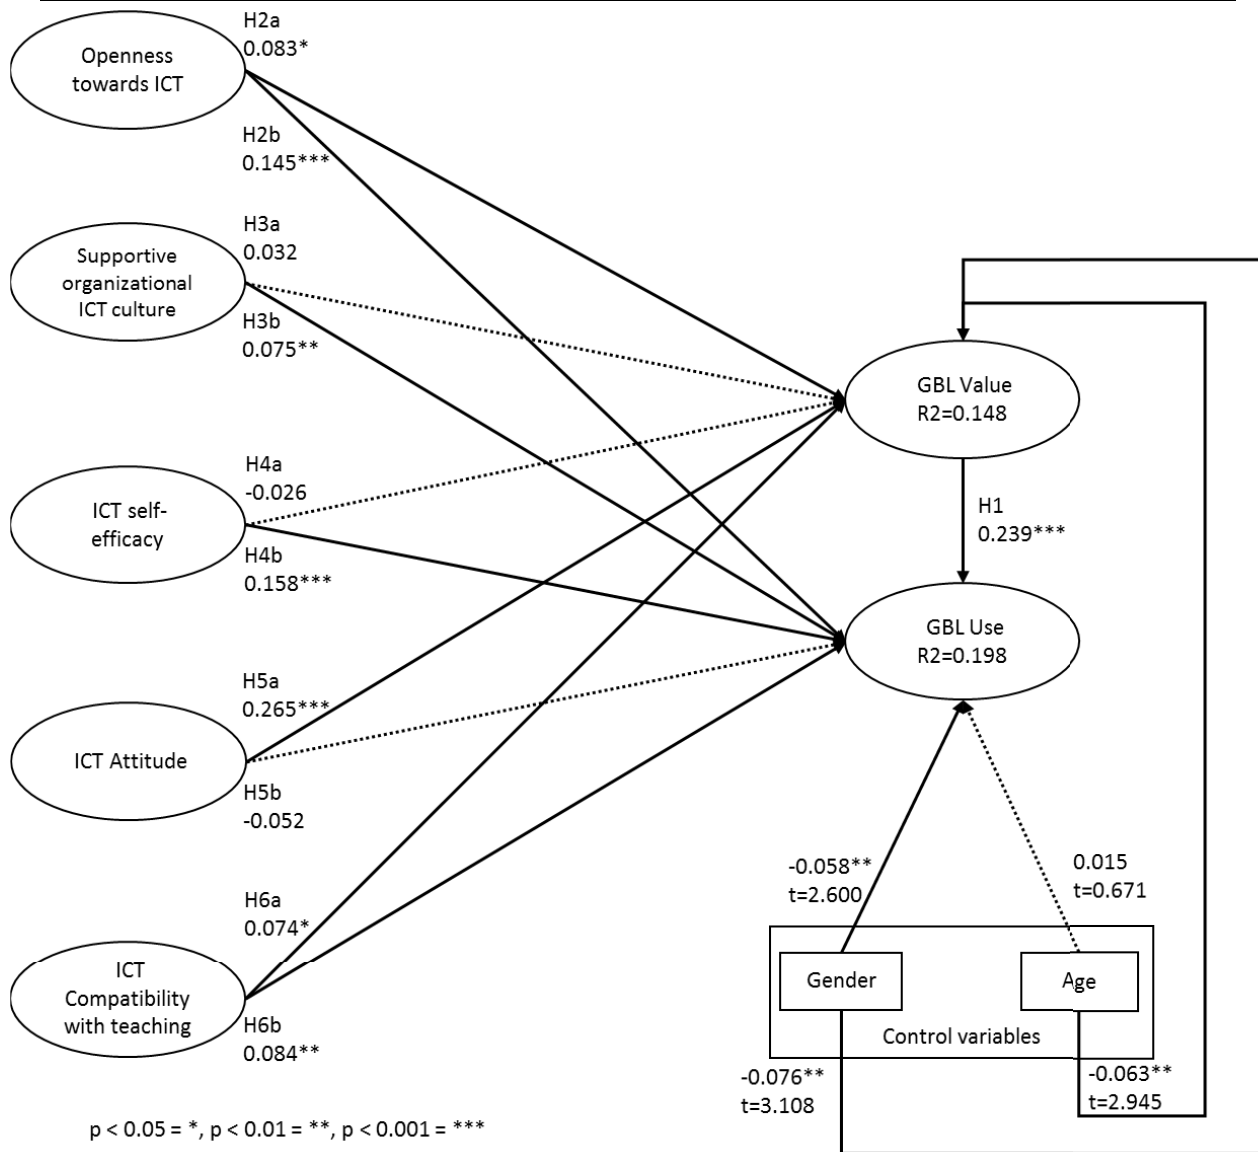 Openness
towards ICT
H2a
0.083*
H2b
0.145***
Supportive
organizational
ICT culture
H3a
0.032
H3b
0.075**
ICT self-
efficacy
H4a
-0.026
H4b
0.158***
ICT Attitude
H5a
0.265***
H5b
-0.052
ICT
Compatibility
with teaching
H6a
0.074*
H6b
0.084**
GBL Value
R2=0.148
H1
0.239***
GBL Use
R2=0.198
-0.058**
t=2.600
0.015
t=0.671
Gender
Age
Control variables
-0.076**
t=3.108
-0.063**
t=2.945
p < 0.05 = *, p < 0.01 = **, p < 0.001 = ***